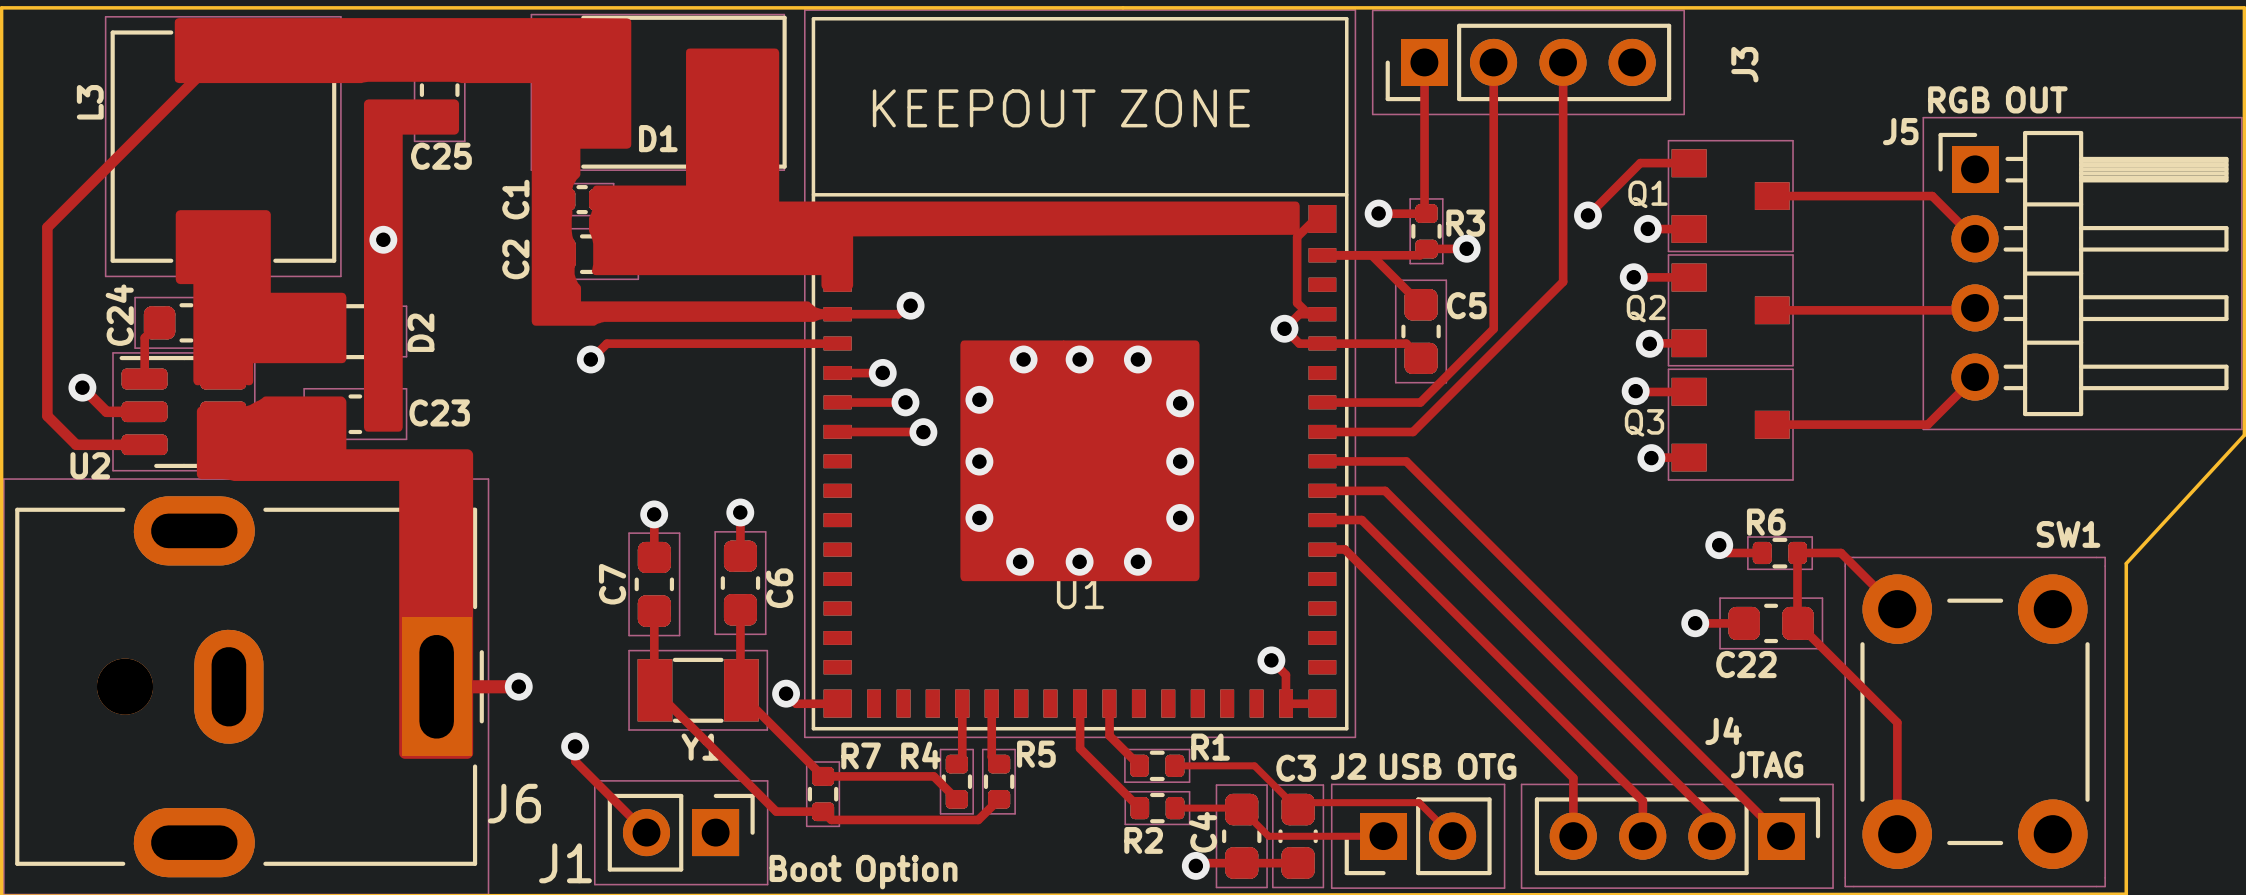 L3
C25
D1
KEEPOUT ZONE
J3
RGB OUT
J5
C1
C2
Q1
R3
C24
D2
C5
Q2
C23
Q3
U2
R6
SW1
C7
C6
U1
C22
Y1
R7
R4
R5
R1
C3
J2 USB OTG
J4
JTAG
J6
R2
C4
J1
Boot Option